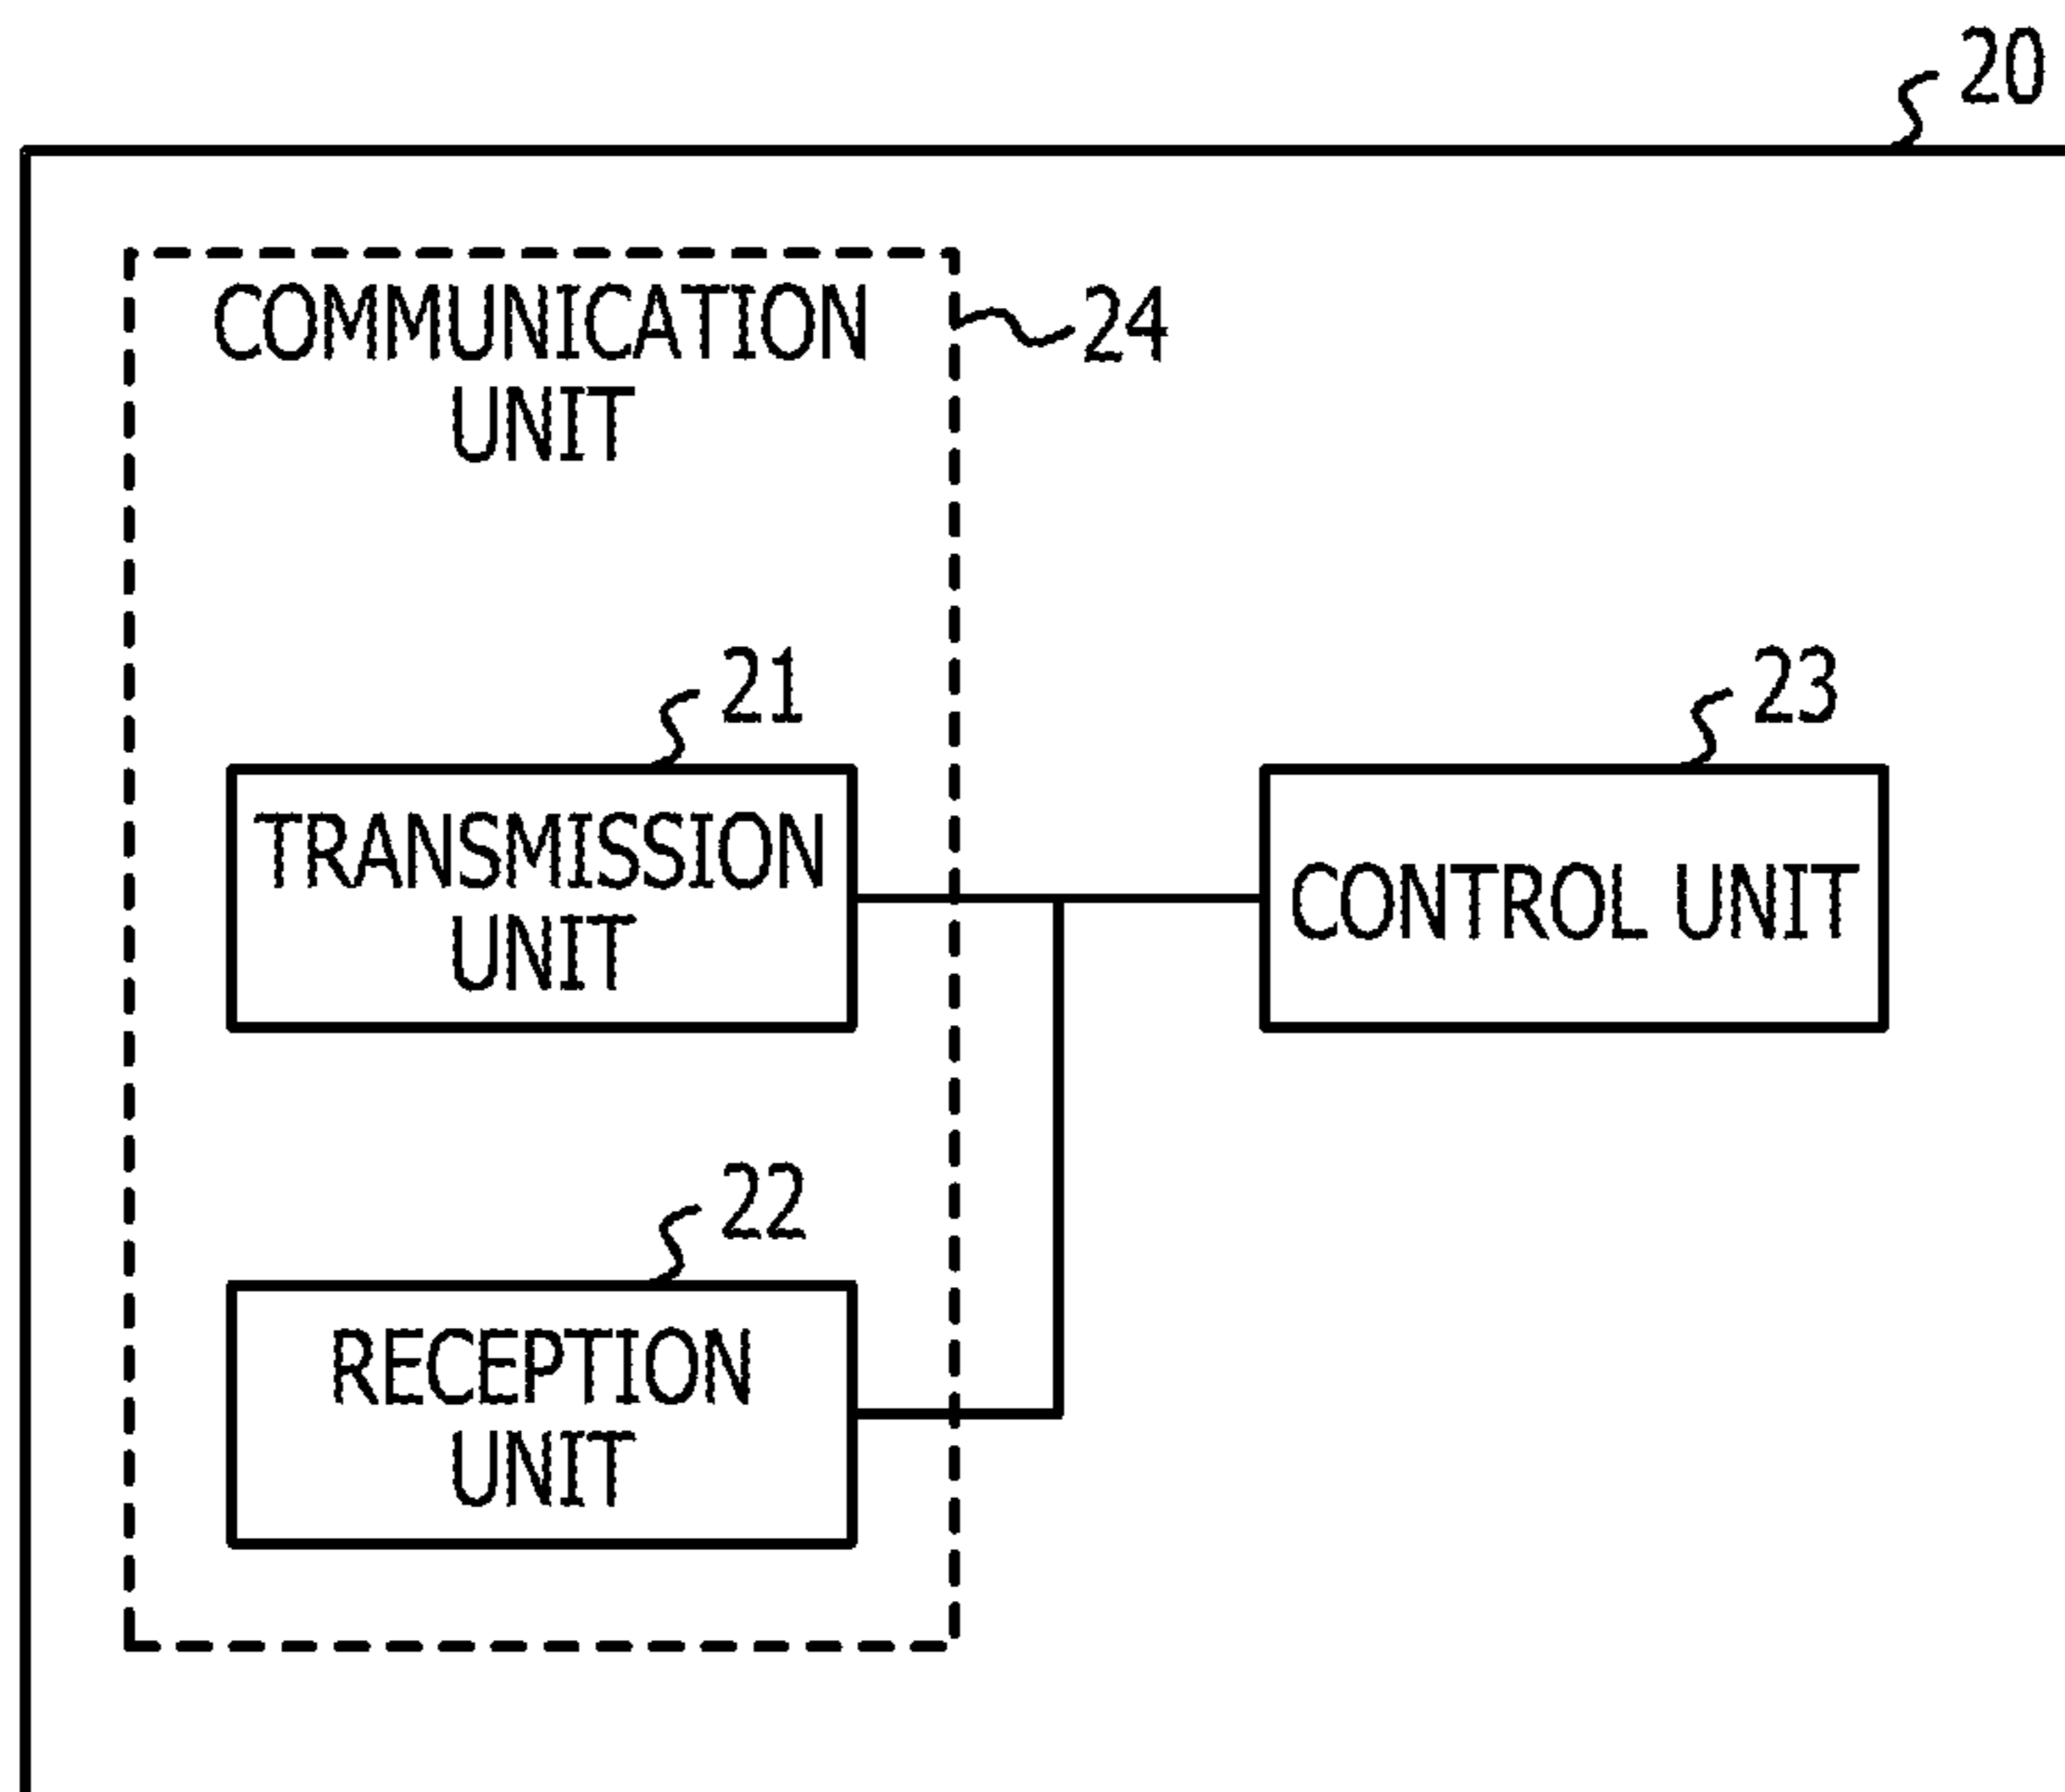 20
COMMUNICATION
UNIT
24
21
TRANSMISSION
UNIT
23
CONTROL UNIT
22
RECEPTION
UNIT